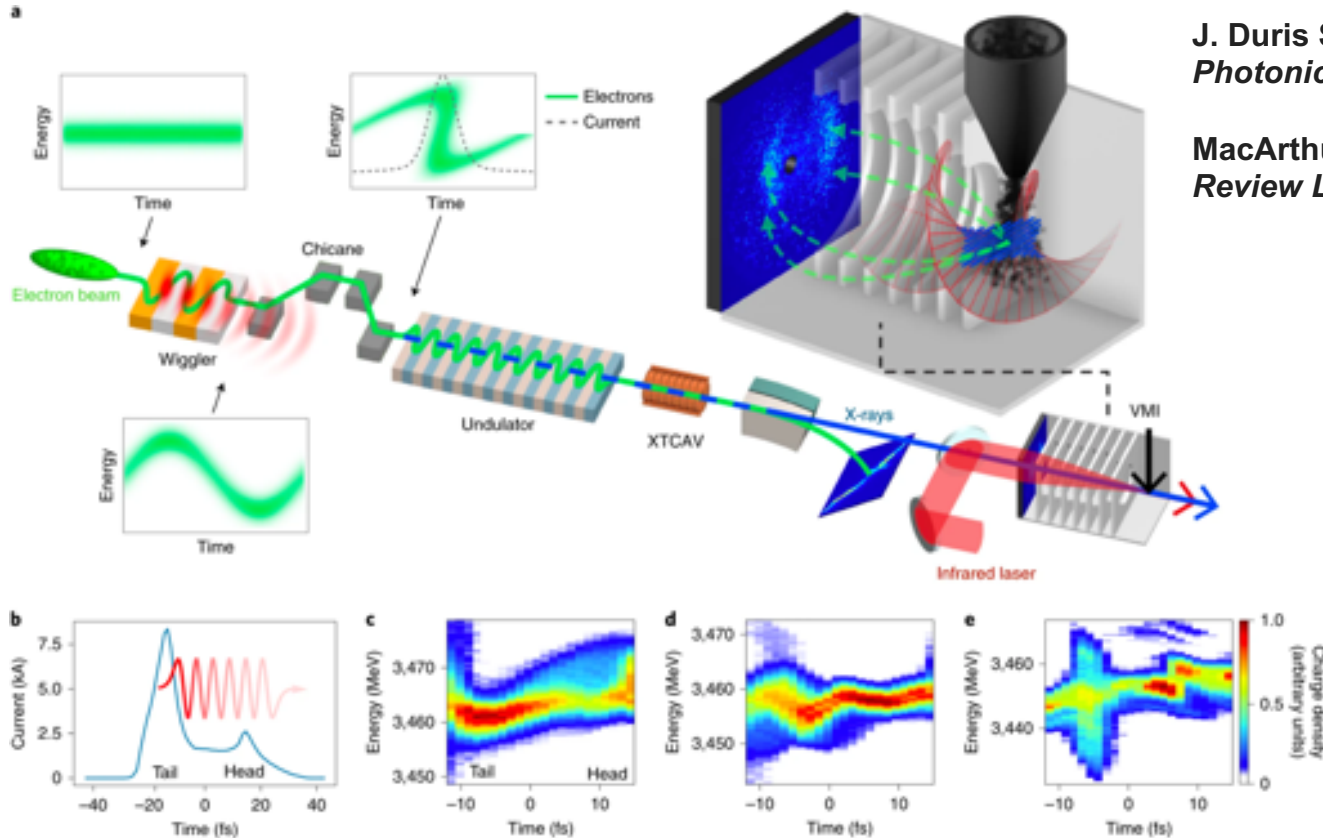 a
J. Duris
Photonic
MacArthu
Review L
Energy
Time
Energy
Time
Electrons
Current
Chicane
Electron beam
Wiggler
Undulator
XTCAV
X-rays
VMI
Energy
Time
Infrared laser
b
Current (kA)
7.5
5.0
2.5
0
Tail
Head
−40
−20
0
20
40
Time (fs)
c
Energy (MeV)
3,470
3,460
3,450
Tail
Head
−10
0
10
Time (fs)
d
Energy (MeV)
3,470
3,460
3,450
−10
0
10
Time (fs)
e
Energy (MeV)
3,460
3,440
−10
0
10
Time (fs)
1.0
0.5
0
Charge density
(arbitrary units)